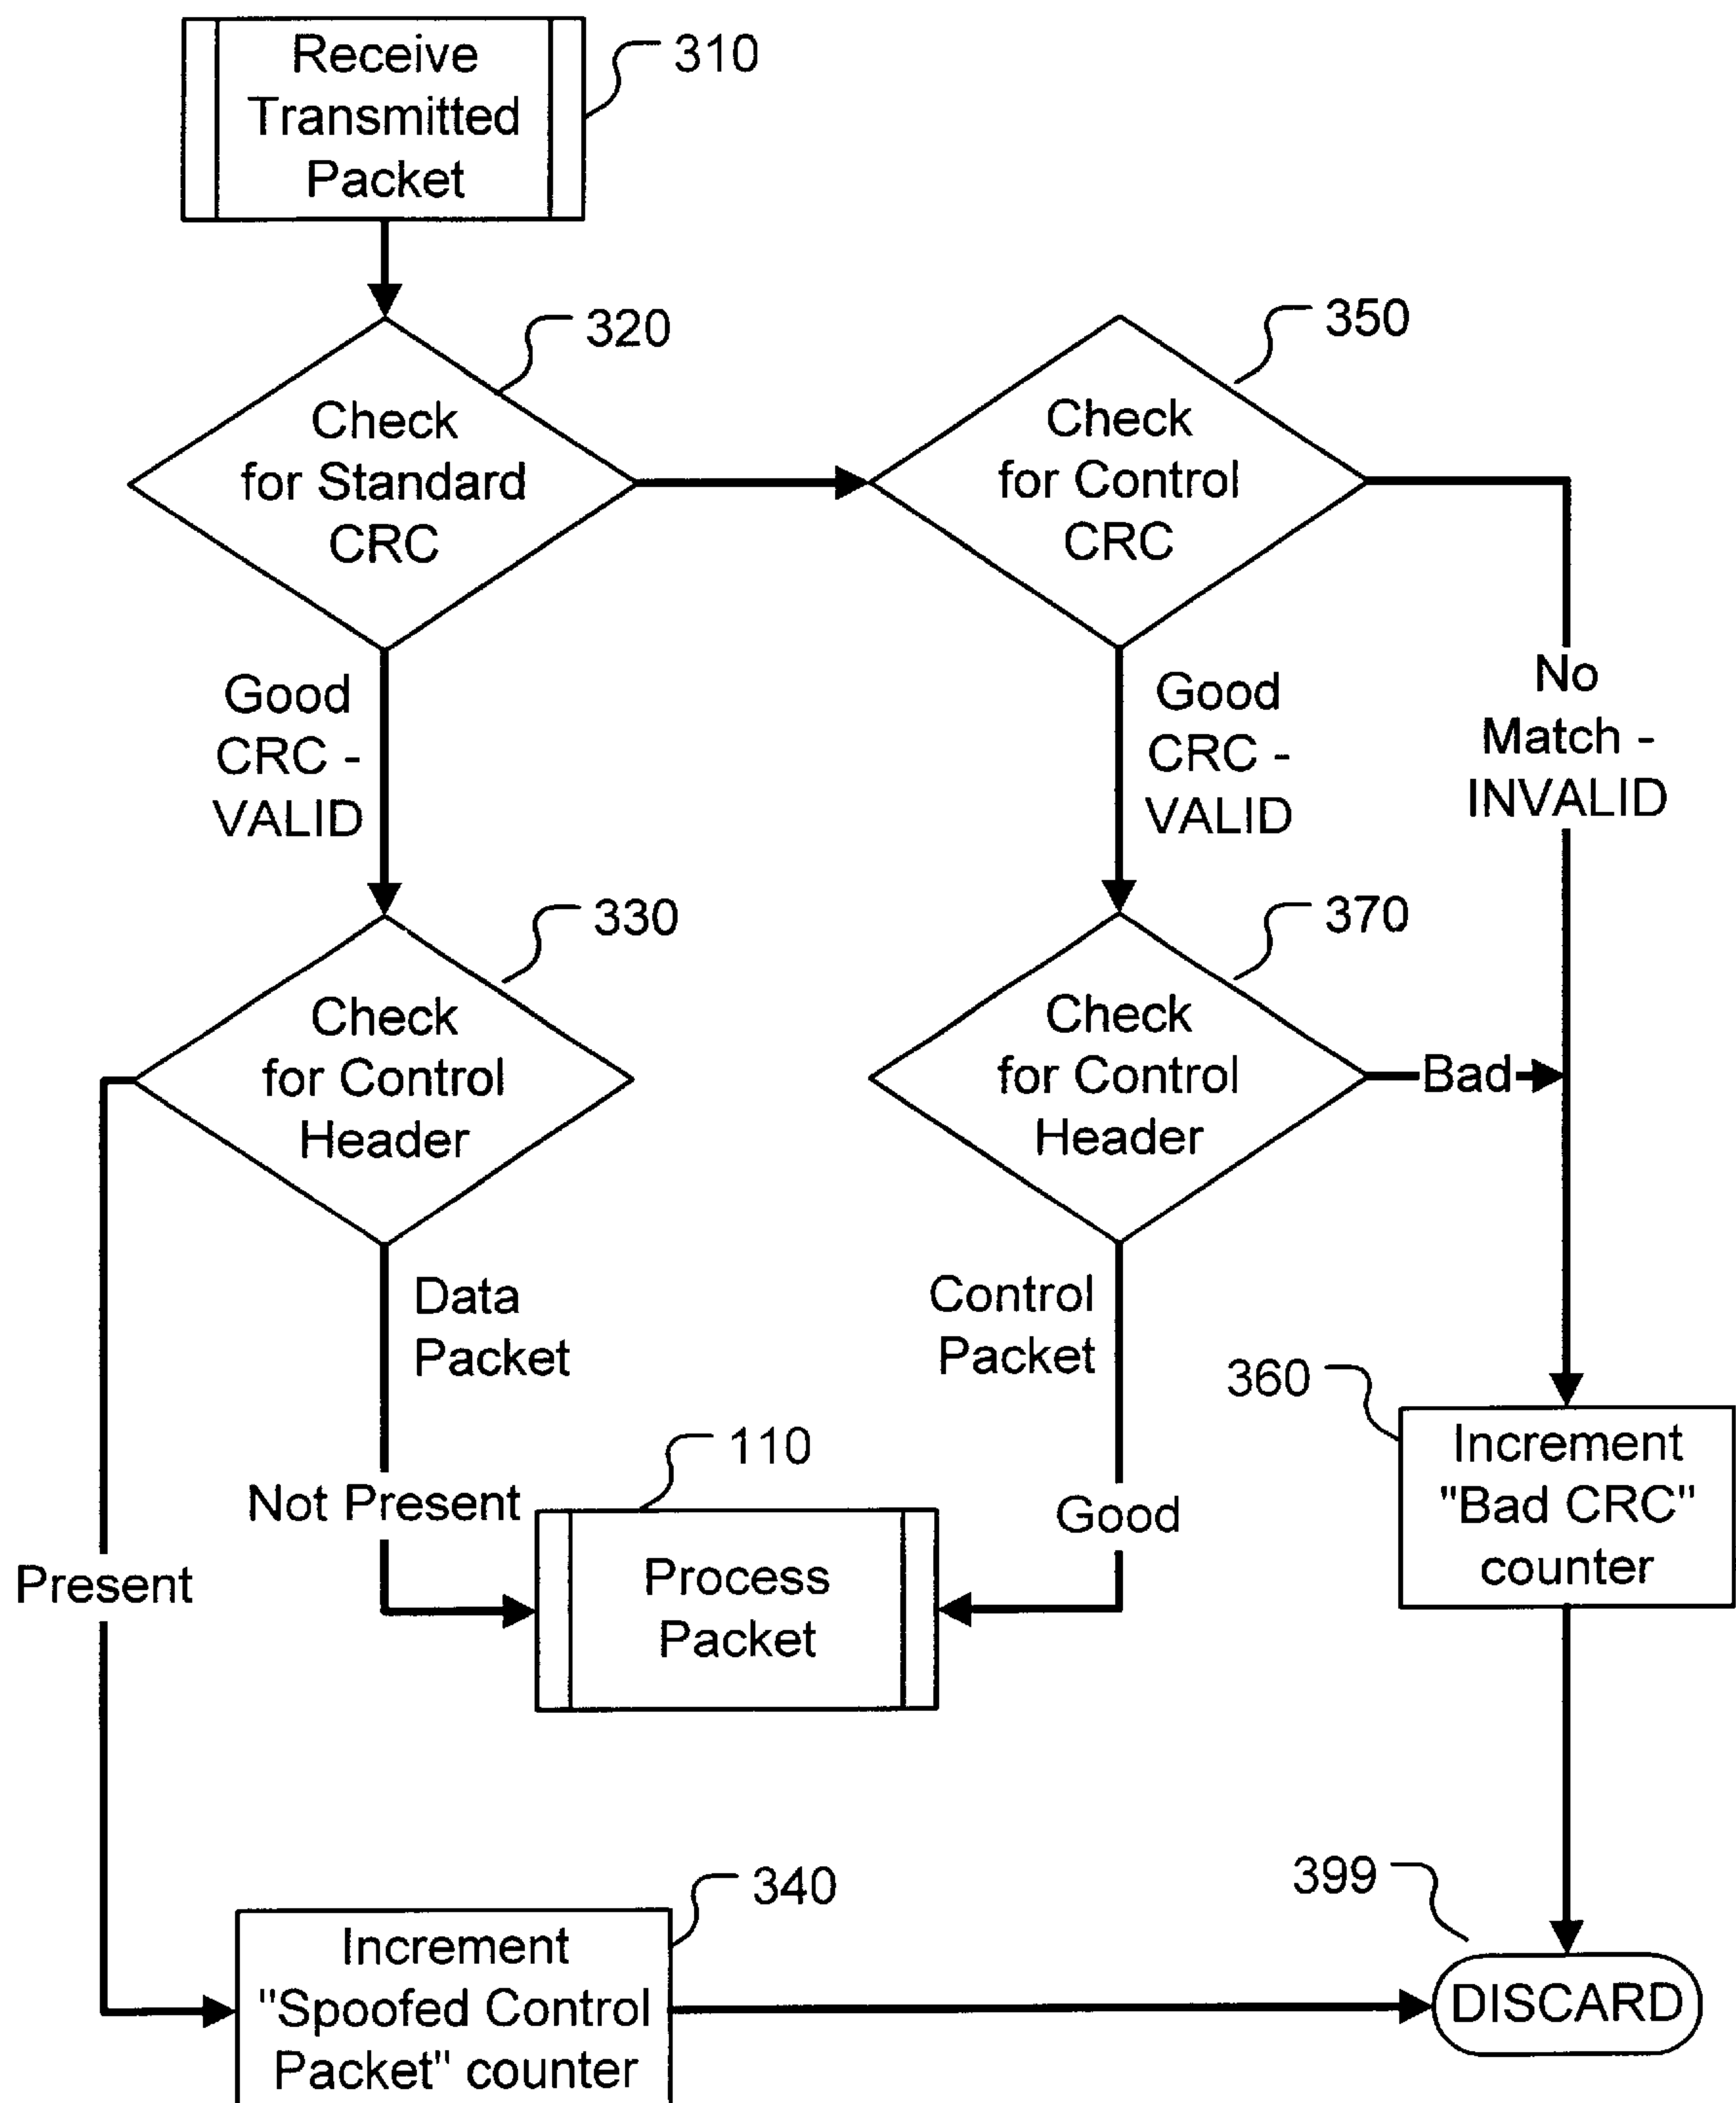 Receive
Transmitted
Packet
310
320
Check
for Standard
CRC
350
Check
for Control
CRC
Good
CRC -
VALID
Good
CRC -
VALID
No
Match -
INVALID
330
Check
for Control
Header
370
Check
for Control
Header
Bad
Data
Packet
Control
Packet
Not Present
110
Good
Process
Packet
360
Increment
"Bad CRC"
counter
Present
340
Increment
"Spoofed Control
Packet" counter
399
DISCARD